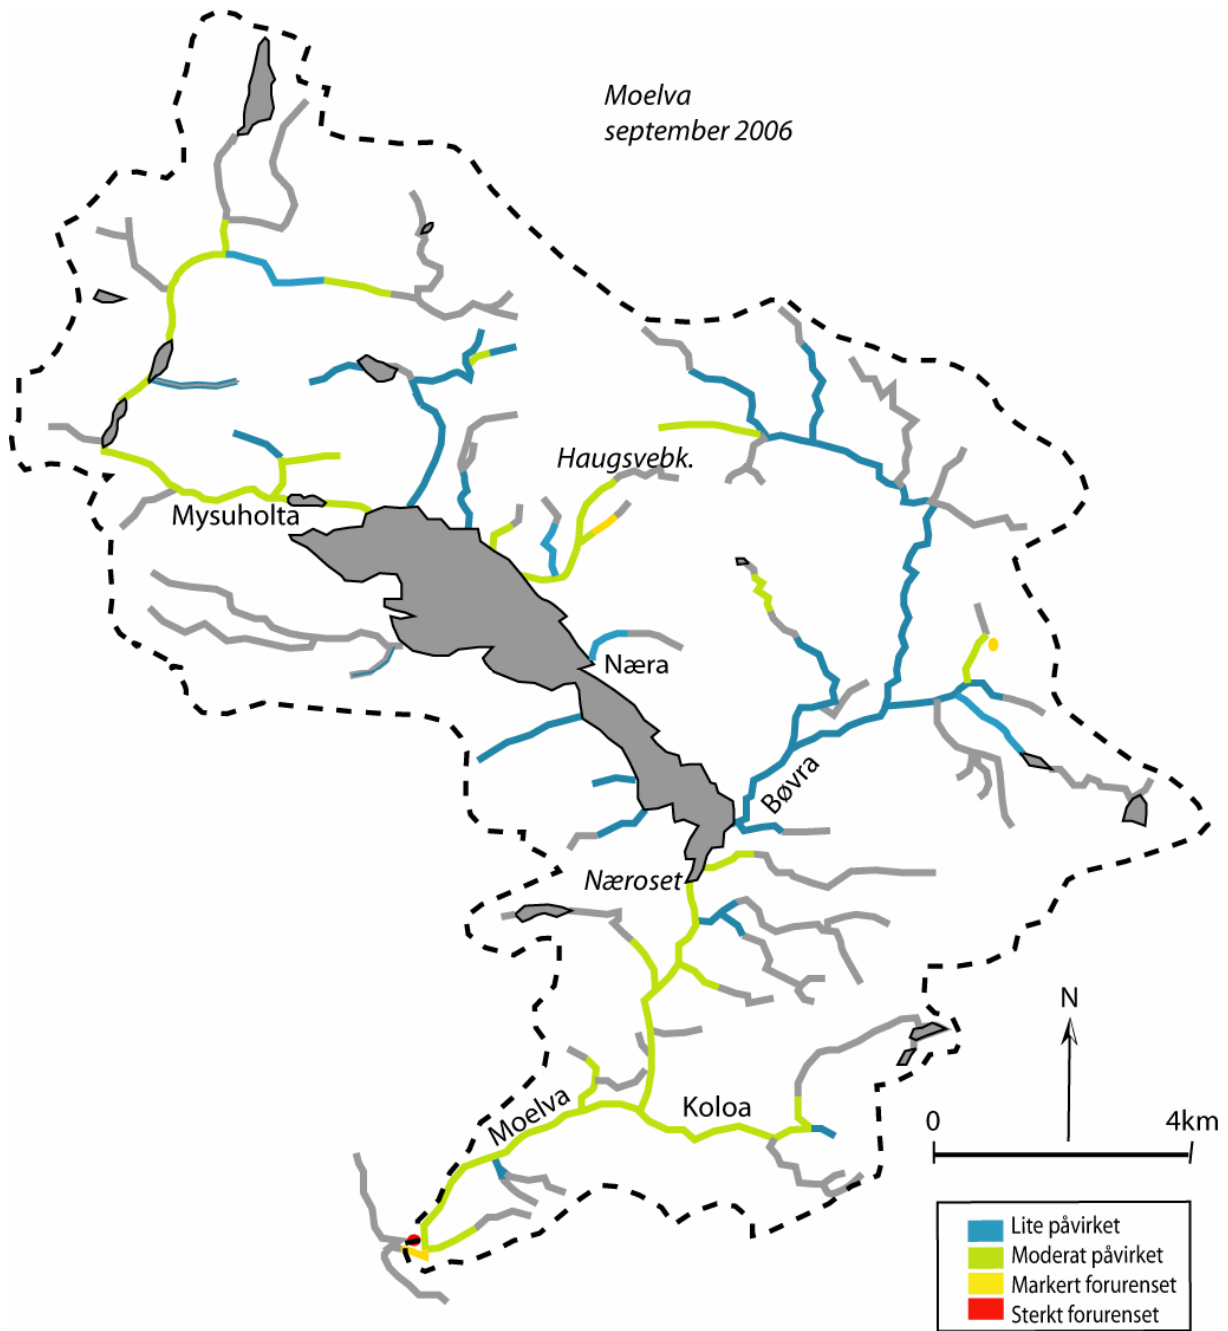 Moelva
september 2006
Haugsvebk.
Mysuholta
Næra
Bøvra
Næroset
N
Moelva
Koloa
0
4km
Lite påvirket
Moderat påvirket
Markert forurenset
Sterkt forurenset